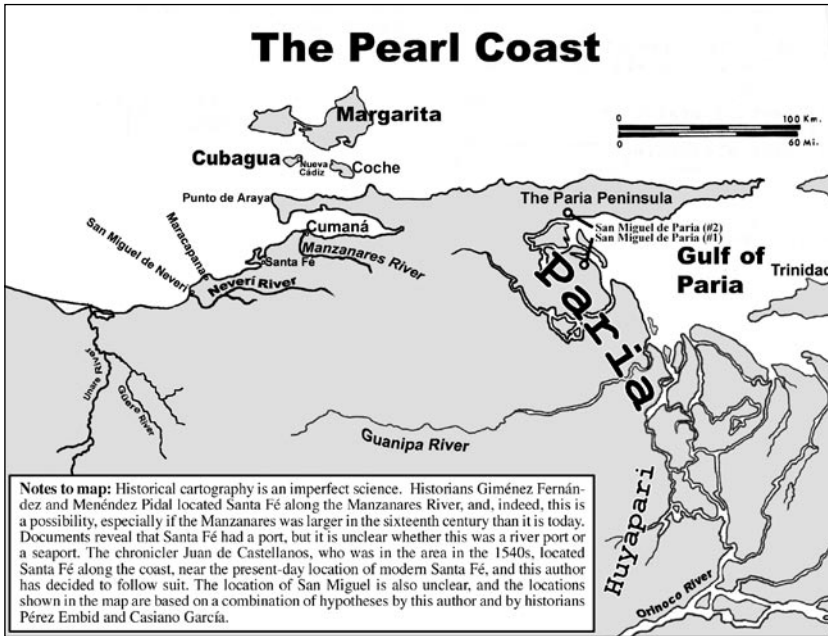 The Pearl Coast
Margarita
0 100 Km.
0 60 Mi.
Cubagua
Nueva
Cádiz
Coche
Punto de Araya
The Paria Peninsula
Cumaná
San Miguel de Paria (#2)
San Miguel de Paria (#1)
Maracapana
San Miguel de Neverí
Santa Fé
Manzanares River
Neverí River
Gulf of
Paria
Trinidad
Paria
Unare River
Güere River
Guanipa River
Huyapari
Orinoco River
Notes to map: Historical cartography is an imperfect science. Historians Giménez Fernán-
dez and Menéndez Pidal located Santa Fé along the Manzanares River, and, indeed, this is
a possibility, especially if the Manzanares was larger in the sixteenth century than it is today.
Documents reveal that Santa Fé had a port, but it is unclear whether this was a river port or
a seaport. The chronicler Juan de Castellanos, who was in the area in the 1540s, located
Santa Fé along the coast, near the present-day location of modern Santa Fé, and this author
has decided to follow suit. The location of San Miguel is also unclear, and the locations
shown in the map are based on a combination of hypotheses by this author and by historians
Pérez Embid and Casiano García.